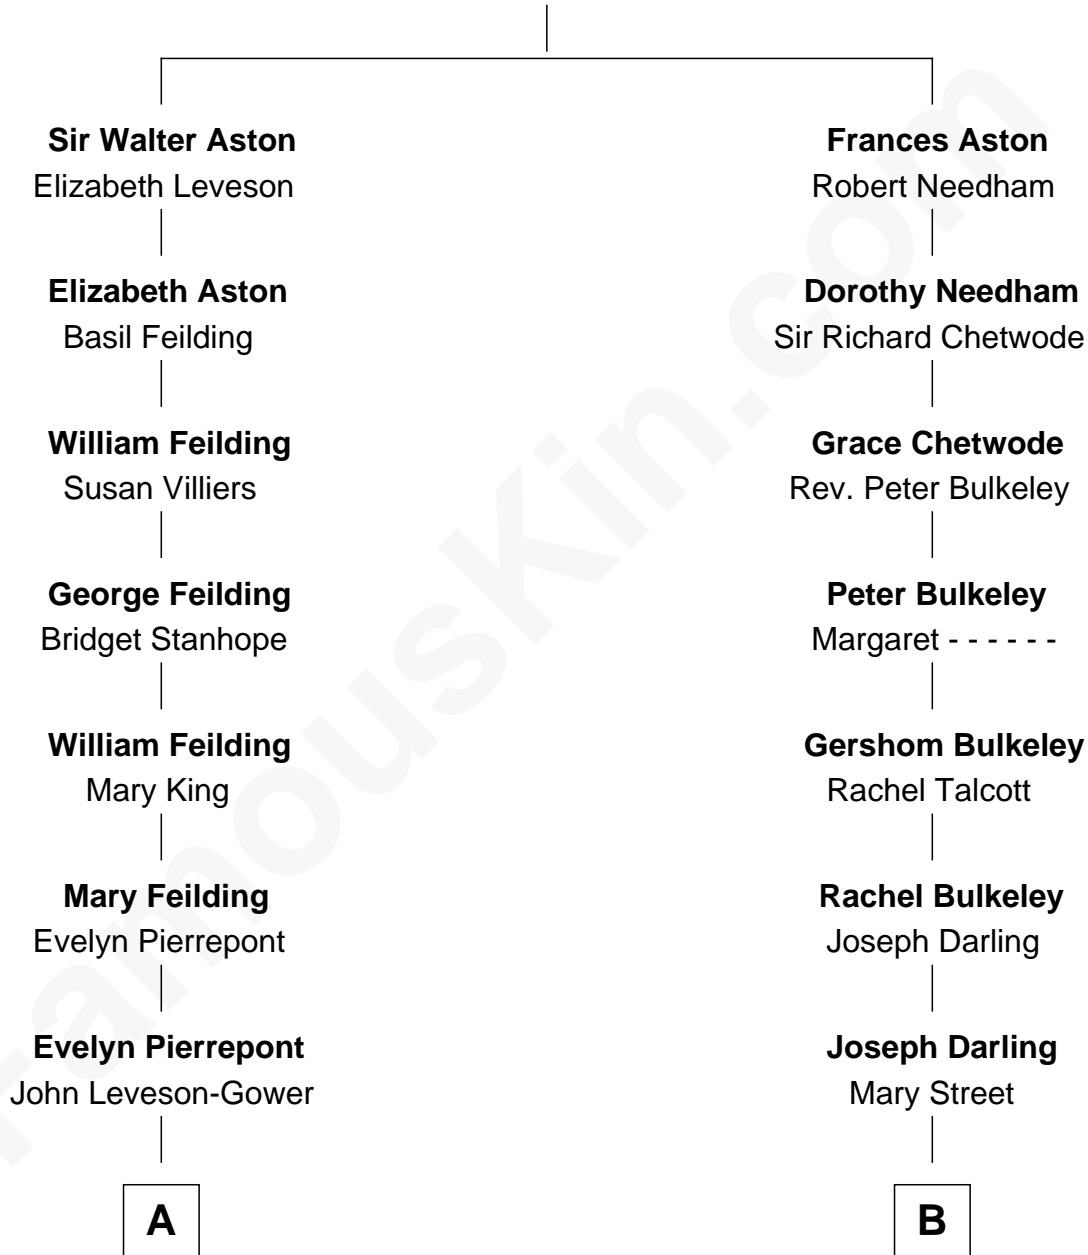 Sir Walter Aston
Elizabeth Leveson
Elizabeth Aston
Basil Feilding
William Feilding
Susan Villiers
George Feilding
Bridget Stanhope
William Feilding
Mary King
Mary Feilding
Evelyn Pierrepont
Evelyn Pierrepont
John Leveson-Gower
A
Frances Aston
Robert Needham
Dorothy Needham
Sir Richard Chetwode
Grace Chetwode
Rev. Peter Bulkeley
Peter Bulkeley
Margaret - - - - - -
Gershom Bulkeley
Rachel Talcott
Rachel Bulkeley
Joseph Darling
Joseph Darling
Mary Street
B
FamousKin.com